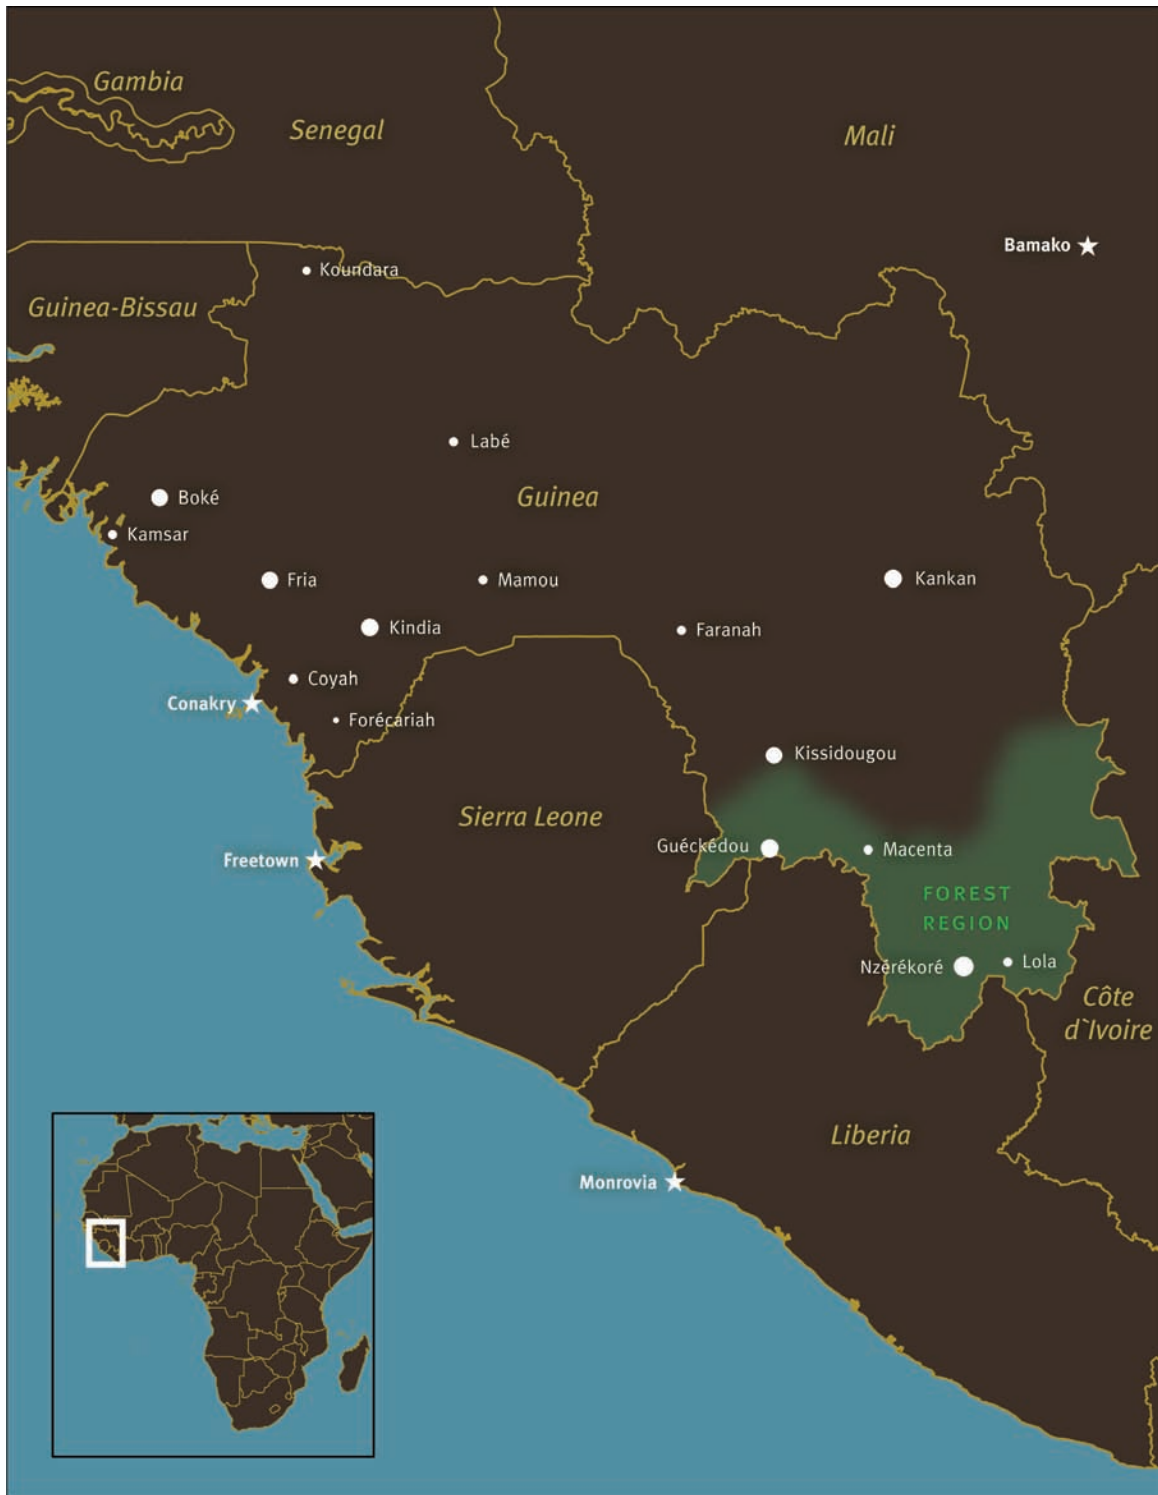 Gambia
Senegal
Mali
Bamako
Koundara
Guinea-Bissau
Labé
Guinea
Boké
Kamsar
Fria
Mamou
Kankan
Kindia
Faranah
Coyah
Conakry
Forécariah
Kissidougou
Sierra Leone
Guéckédou
Macenta
Freetown
FOREST
REGION
Nzérékoré
Lola
Côte
d`Ivoire
Liberia
Monrovia